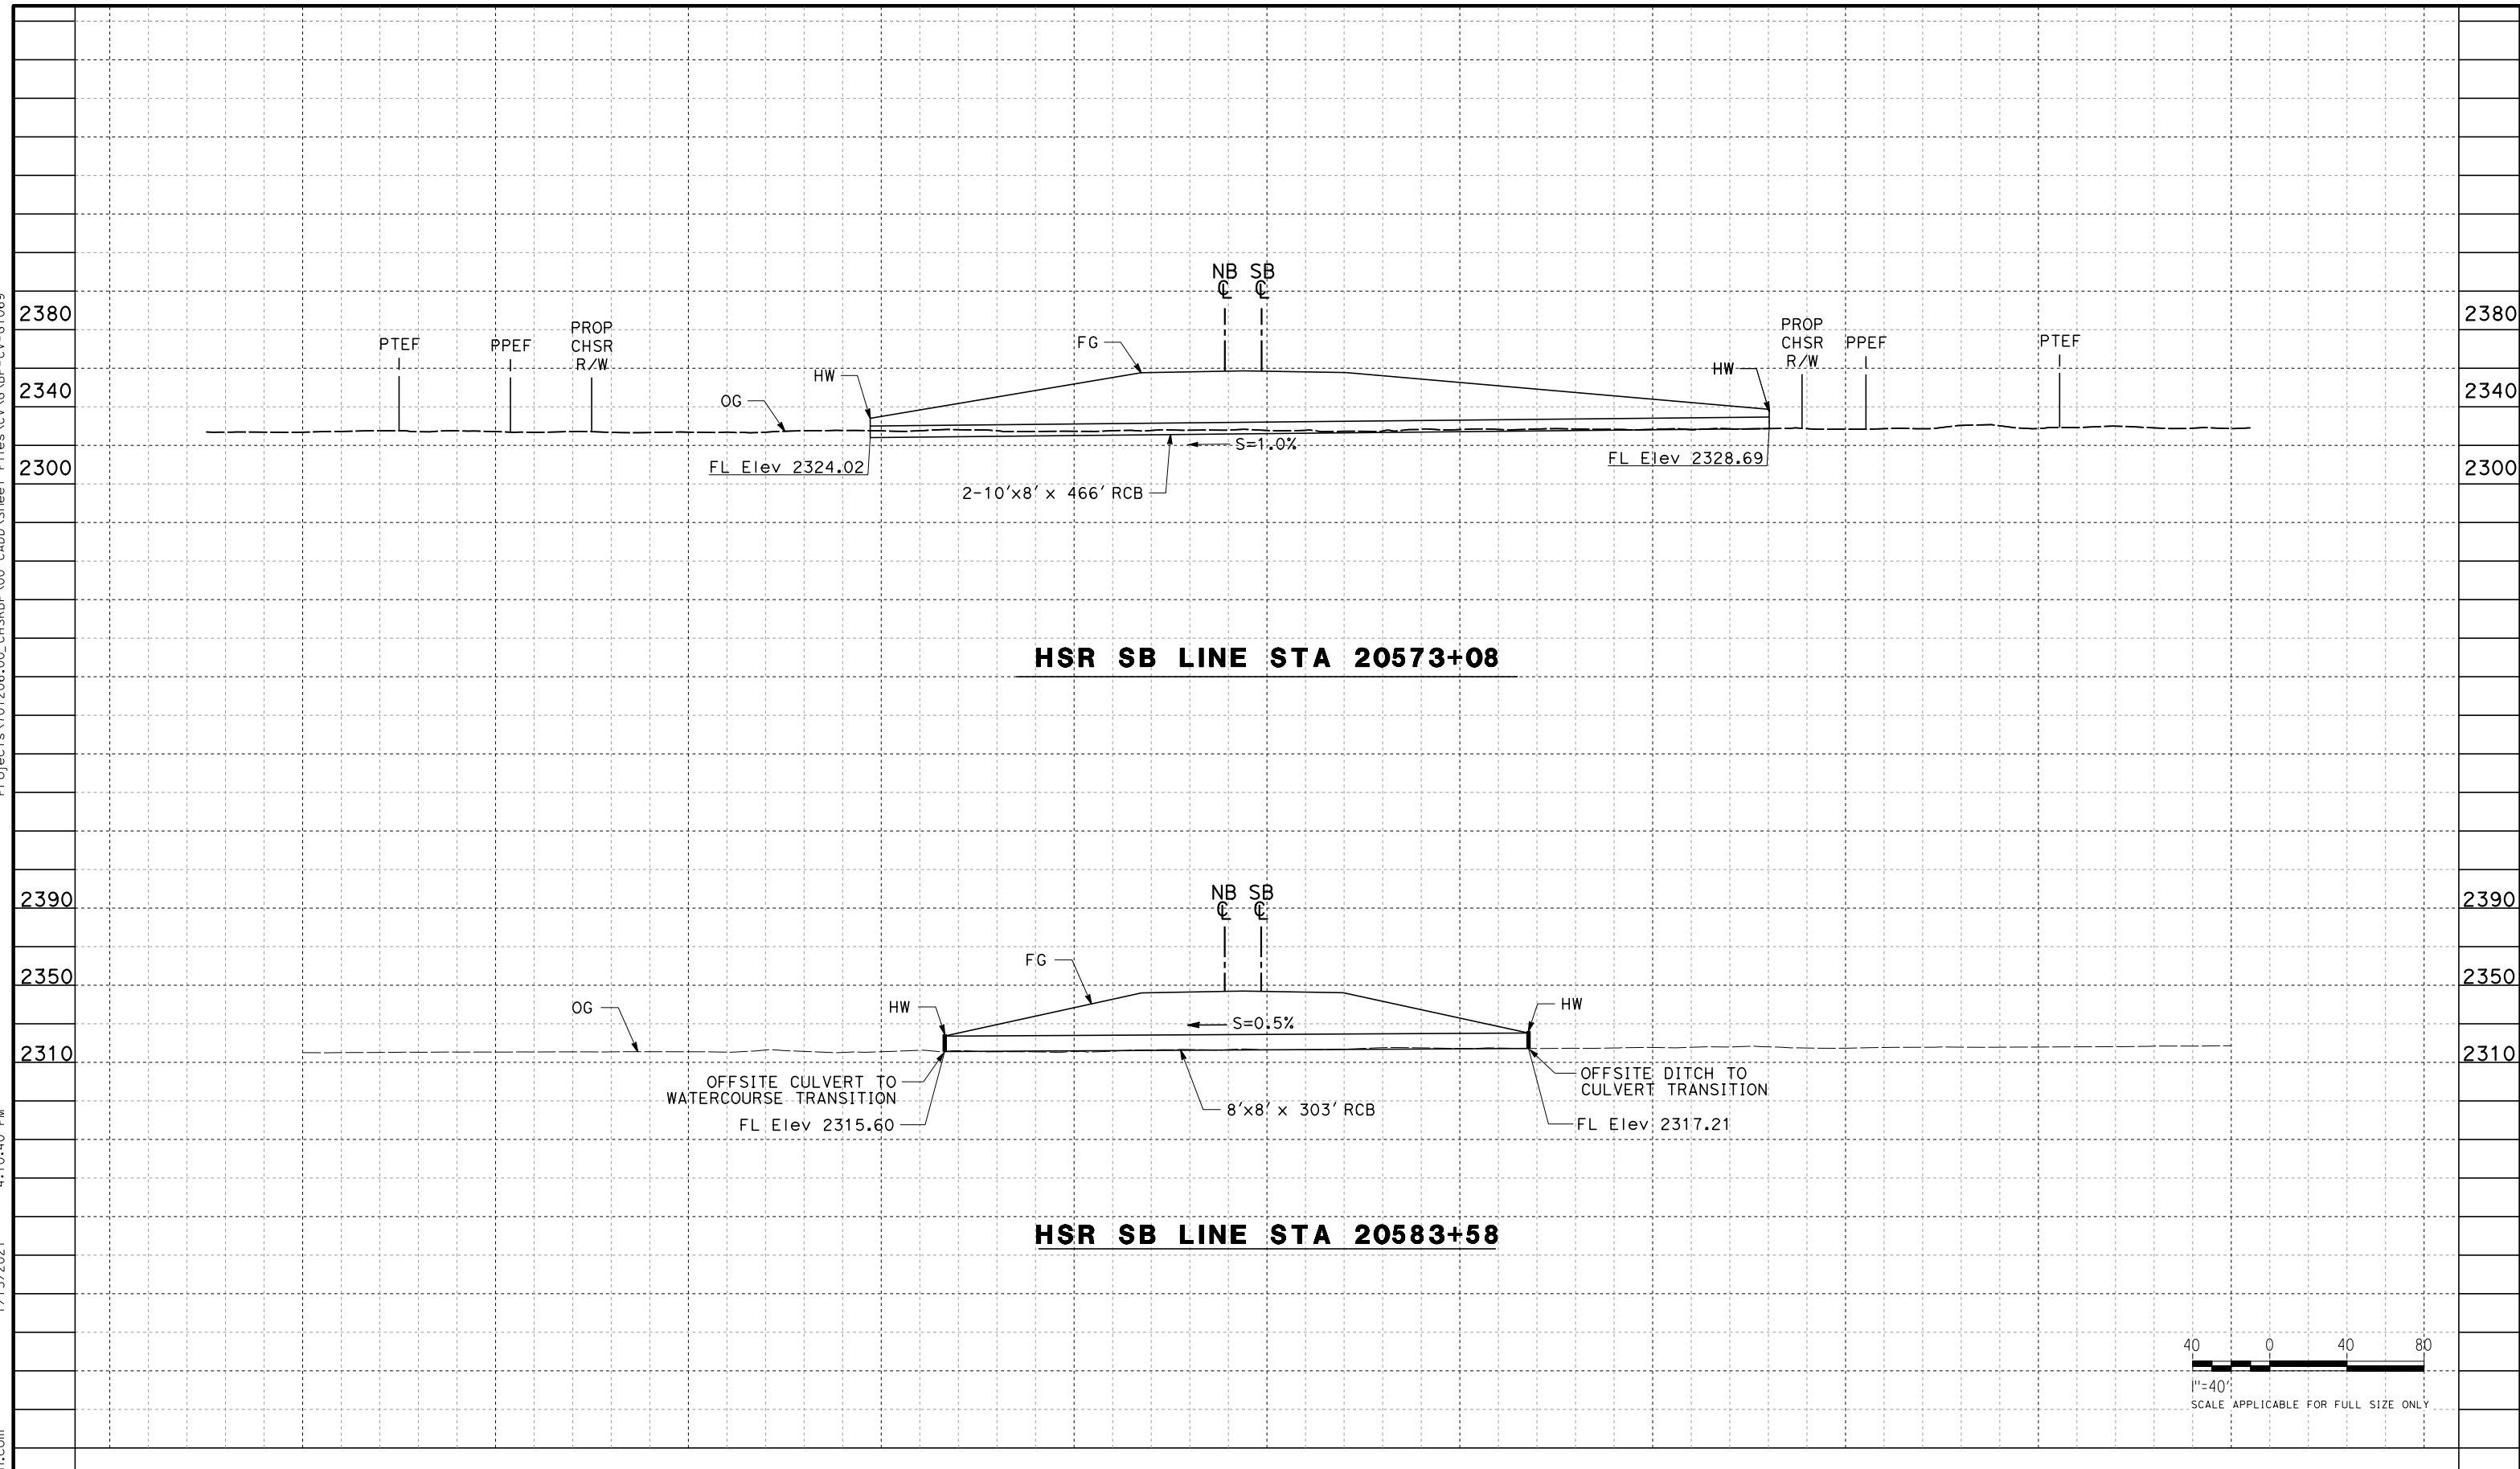 NB SB
2380
2380
PTEF
PPEF
PROP
CHSR
R/W
FG
HW
HW
PROP
CHSR
R/W
PPEF
PTEF
2340
2340
OG
S=1.0%
2300
2300
FL Elev 2324.02
FL Elev 2328.69
2-10'x8' x 466' RCB
HSR SB LINE STA 20573+08
NB SB
2390
2390
FG
2350
2350
OG
HW
HW
S=0.5%
2310
2310
OFFSITE CULVERT TO
WATERCOURSE TRANSITION
FL Elev 2315.60
OFFSITE DITCH TO
CULVERT TRANSITION
FL Elev 2317.21
8'x8' x 303' RCB
HSR SB LINE STA 20583+58
40 0 40 80
1"=40'
SCALE APPLICABLE FOR FULL SIZE ONLY